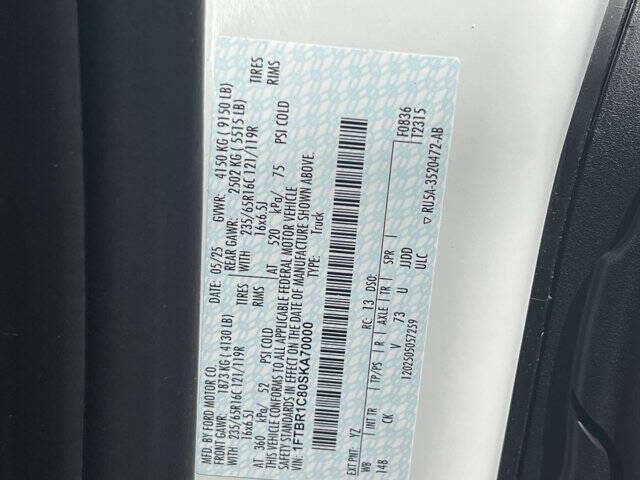 MFD. BY FORD MOTOR CO.
DATE: 05/25 GVWR: 4150 KG ( 9150 LB)
FRONT GAWR: 1873 KG ( 4130 LB) REAR GAWR: 2502 KG ( 5515 LB)
WITH 235/65R16C 121/119R TIRES WITH 235/65R16C 121/119R TIRES
16x6.5J RIMS 16x6.5J RIMS
AT 360 kPa/ 52 PSI COLD AT 520 kPa/ 75 PSI COLD
THIS VEHICLE CONFORMS TO ALL APPLICABLE FEDERAL MOTOR VEHICLE
SAFETY STANDARDS IN EFFECT ON THE DATE OF MANUFACTURE SHOWN ABOVE.
VIN: 1FTBR1C80SKA70000 TYPE: Truck
F0836
T2315
EXT PNT: YZ RC: 13 DSO:
WB INT TR TP/PS R AXLE TR SPR
148 CK V 73 U JJDD
ULC
12025050 57259
▽ RU5A-3520472-AB